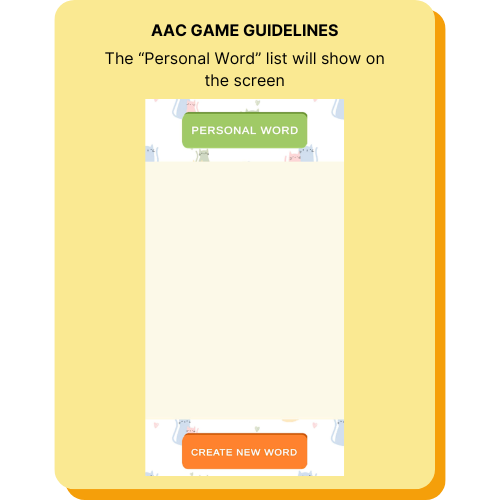 AAC GAME GUIDELINES
The “Personal Word” list will show on
the screen
PERSONAL WORD
CREATE NEW WORD